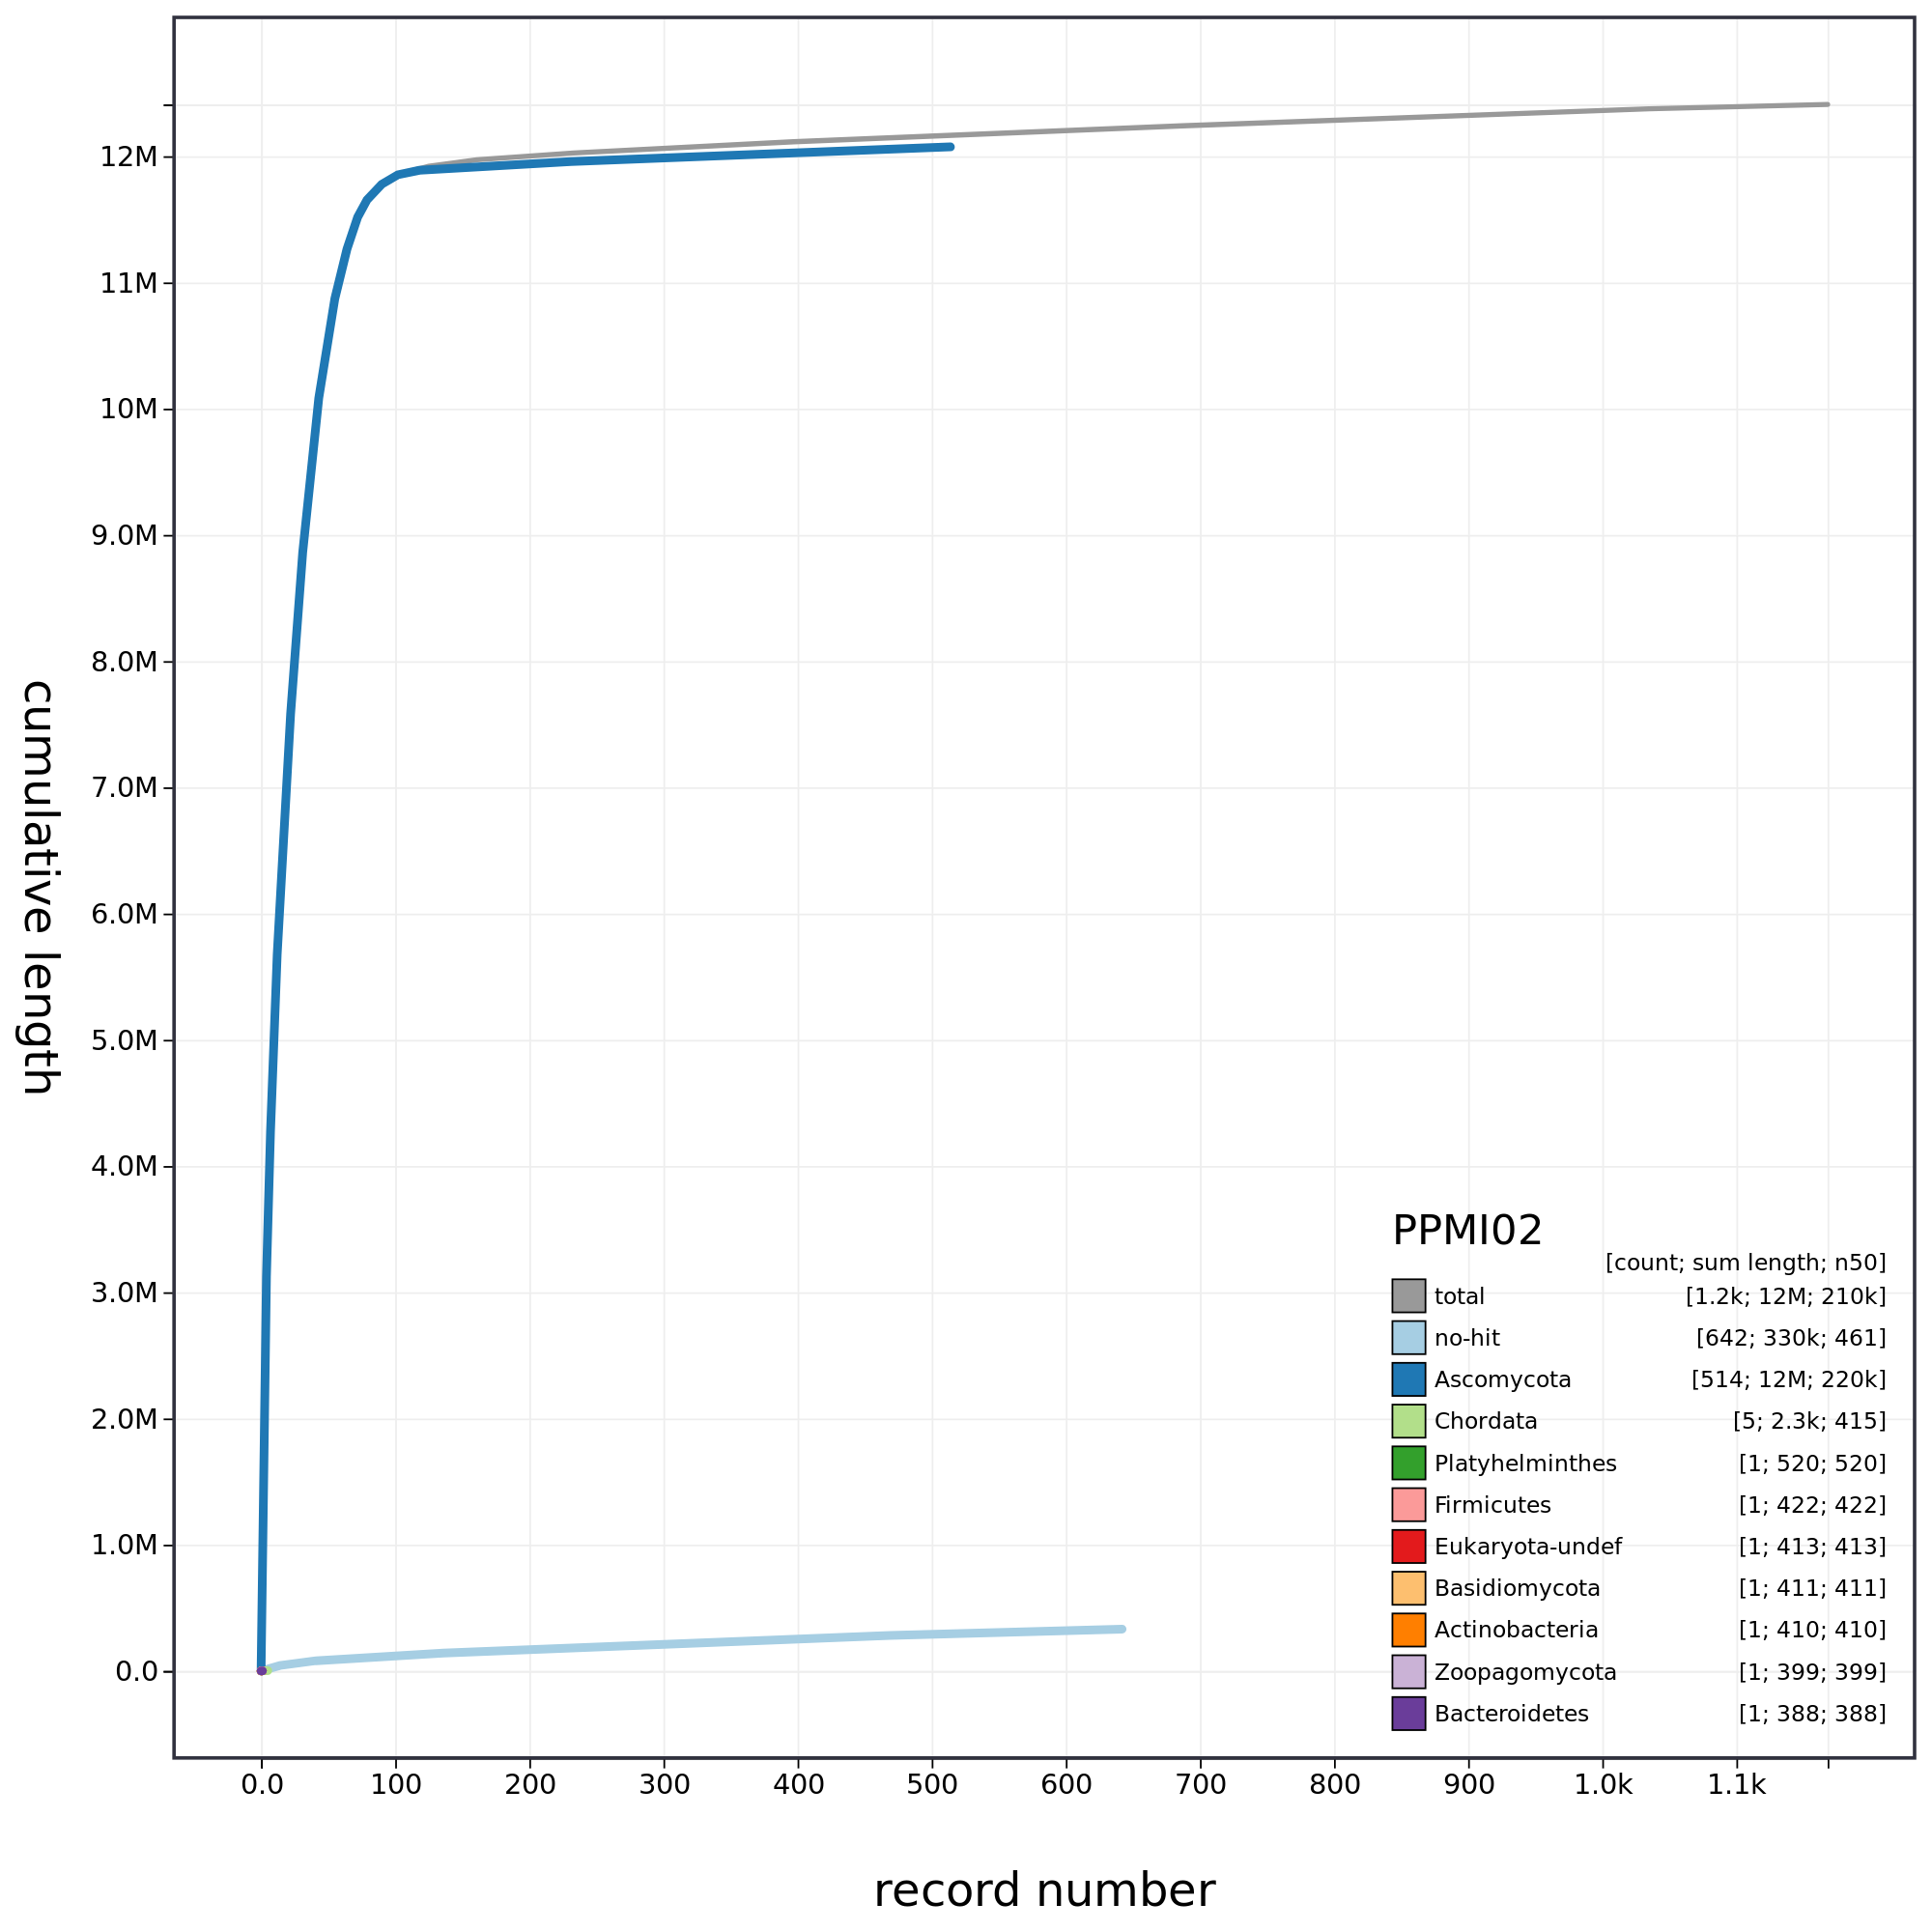 12M
11M
10M
9.0M
8.0M
7.0M
6.0M
5.0M
4.0M
3.0M
2.0M
1.0M
0.0
cumulative length
PPMI02
[count; sum length; n50]
total [1.2k; 12M; 210k]
no-hit [642; 330k; 461]
Ascomycota [514; 12M; 220k]
Chordata [5; 2.3k; 415]
Platyhelminthes [1; 520; 520]
Firmicutes [1; 422; 422]
Eukaryota-undef [1; 413; 413]
Basidiomycota [1; 411; 411]
Actinobacteria [1; 410; 410]
Zoopagomycota [1; 399; 399]
Bacteroidetes [1; 388; 388]
0.0 100 200 300 400 500 600 700 800 900 1.0k 1.1k
record number